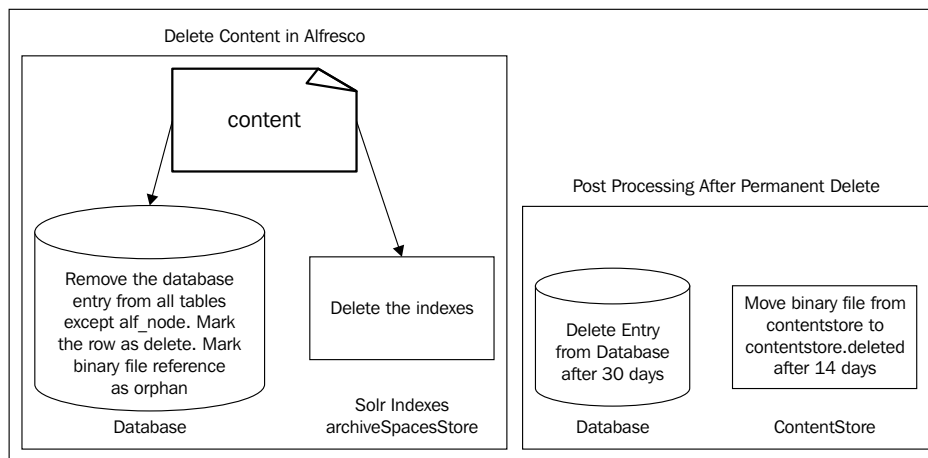 Delete Content in Alfresco
content
Remove the database
entry from all tables
except alf_node. Mark
the row as delete. Mark
binary file reference
as orphan
Database
Delete the indexes
Solr Indexes
archiveSpacesStore
Post Processing After Permanent Delete
Delete Entry
from Database
after 30 days
Database
Move binary file from
contentstore to
contentstore.deleted
after 14 days
ContentStore